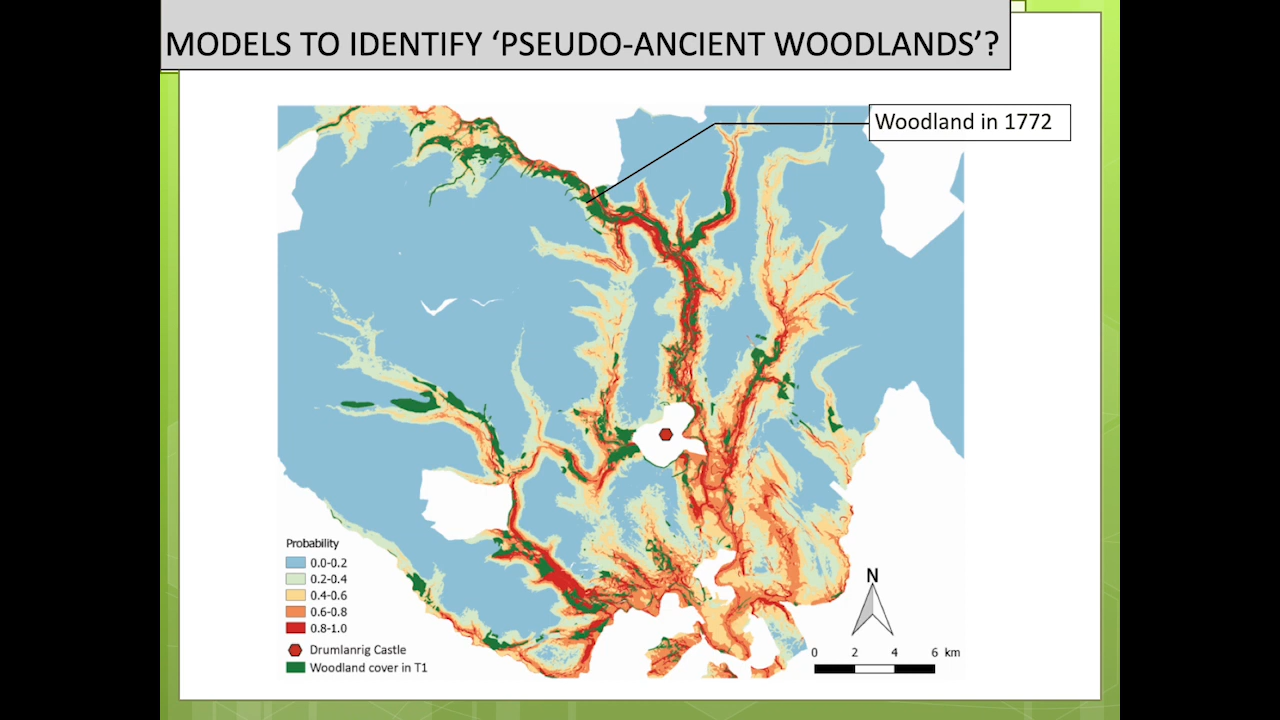 MODELS TO IDENTIFY ‘PSEUDO-ANCIENT WOODLANDS’?
Woodland in 1772
Probability
0.0-0.2
0.2-0.4
0.4-0.6
0.6-0.8
0.8-1.0
Drumlanrig Castle
Woodland cover in T1
N
0 2 4 6 km